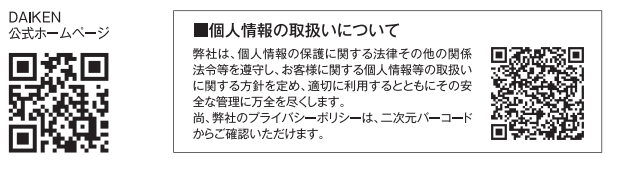 DAIKEN
公式ホームページ
■個人情報の取扱いについて
弊社は、個人情報の保護に関する法律その他の関係
法令等を遵守し、お客様に関する個人情報等の取扱い
に関する方針を定め、適切に利用するとともにその安
全な管理に万全を尽くします。
尚、弊社のプライバシーポリシーは、二次元バーコード
からご確認いただけます。